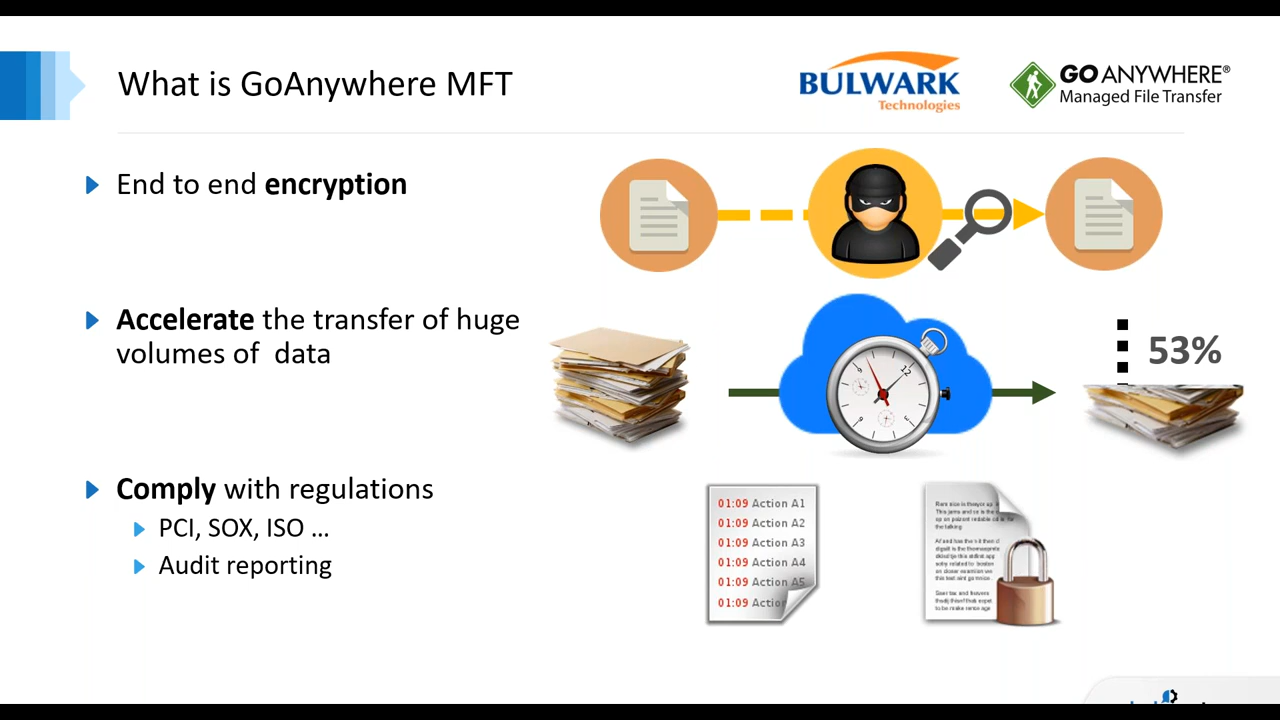 What is GoAnywhere MFT
BULWARK
Technologies
GO ANYWHERE®
Managed File Transfer
End to end encryption
Accelerate the transfer of huge
volumes of data
53%
12
Comply with regulations
PCI, SOX, ISO ...
Audit reporting
01:09 Action A1
01:09 Action A2
01:09 Action A3
01:09 Action A4
01:09 Action A5
01:09 Action